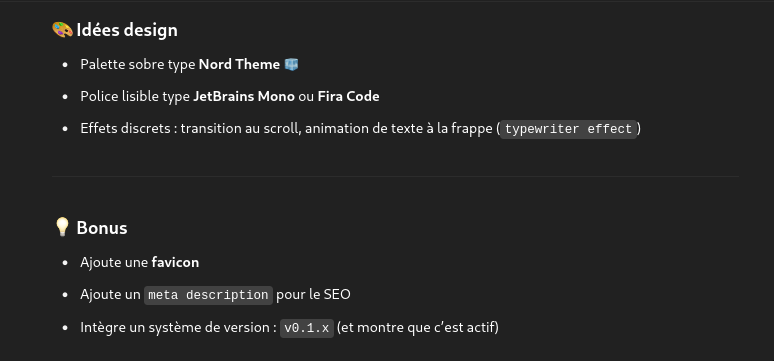 🎨 Idées design
• Palette sobre type Nord Theme 🧊
• Police lisible type JetBrains Mono ou Fira Code
• Effets discrets : transition au scroll, animation de texte à la frappe ( typewriter effect )
💡 Bonus
• Ajoute une favicon
• Ajoute un meta description pour le SEO
• Intègre un système de version : v0.1.x (et montre que c’est actif)